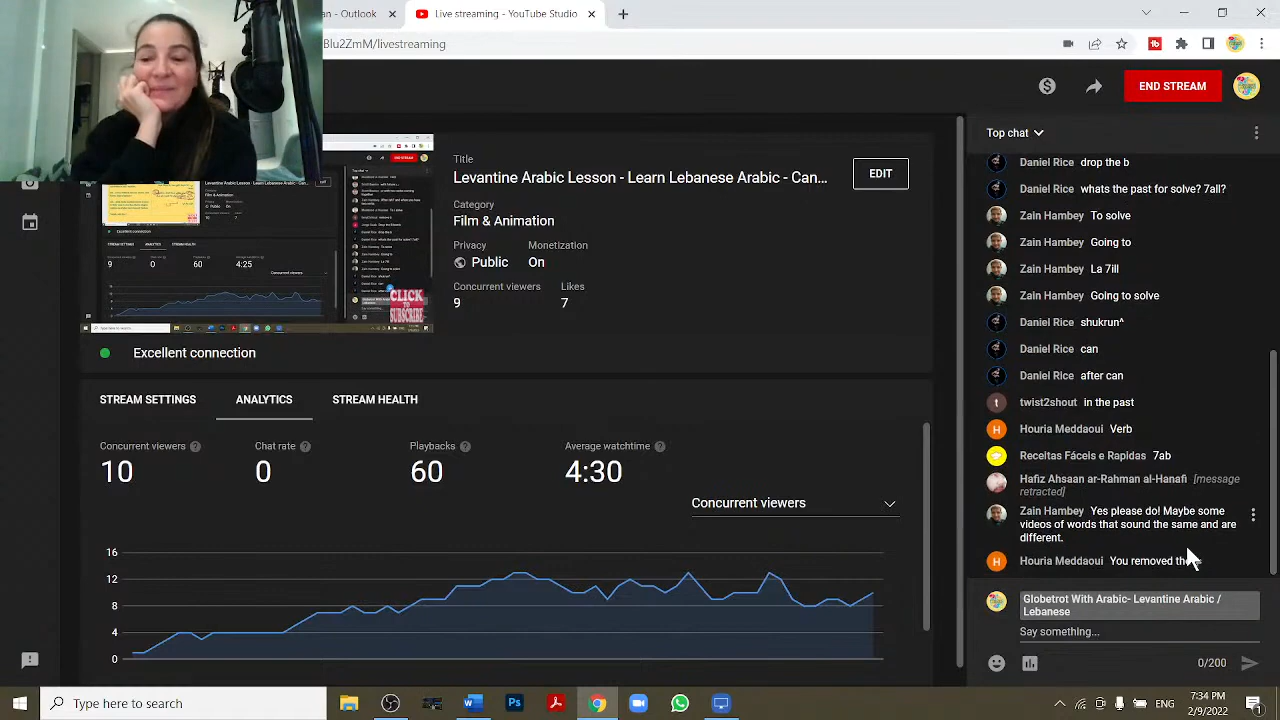 an - Outlook
Live streaming - YouTube Studio
Blu2ZmM/livestreaming
END STREAM
Title
Levantine Arabic Lesson - Learn Lebanese Arabic - Can...
EDIT
Category
Film & Animation
Privacy
Monetization
Public
On
Concurrent viewers
Likes
9
7
CLICK
TO
SUBSCRIBE
Excellent connection
STREAM SETTINGS
ANALYTICS
STREAM HEALTH
Concurrent viewers
Chat rate
Playbacks
Average watchtime
10
0
60
4:30
Concurrent viewers
16
12
8
4
0
Top chat
Daniel Rice drop the b
Daniel Rice whats the past for solve? 7all?
Zain Hambey To solve
Zain Hambey Going to
Zain Hambey La 7ill
Zain Hambey Going to solve
Daniel Rice
Daniel Rice can
Daniel Rice after can
twist2shout in the past
Houria Meddaoui Verb
Receitas Fáceis e Rapidas 7ab
Hafiz Ahsaan ar-Rahman al-Hanafi [message
retracted]
Zain Hambey Yes please do! Maybe some
videos of words that sound the same and are
different.
Houria Meddaoui You removed the
Globetrot With Arabic- Levantine Arabic /
Lebanese
Say something...
0/200
Type here to search
7:34 PM
2/9/2022